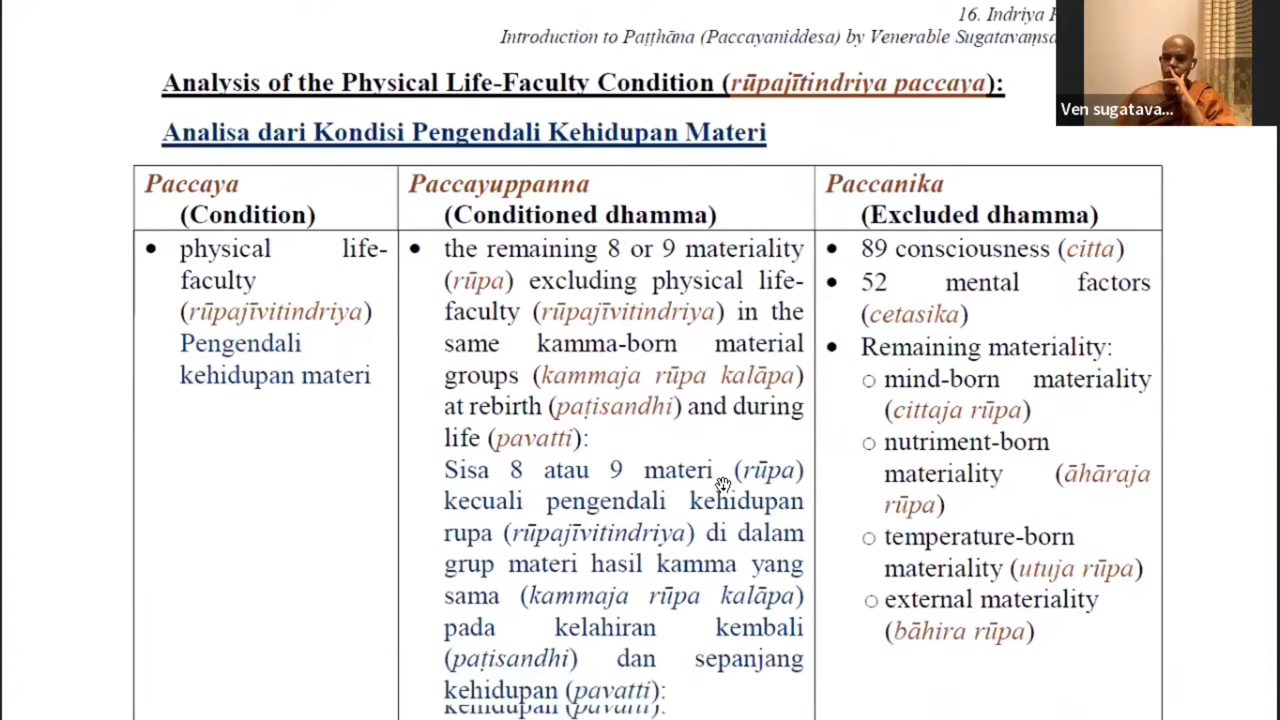 16. Indriya
Introduction to Paṭṭhāna (Paccayaniddesa) by Venerable Sugatavaṃsa
Ven sugatava...
Analysis of the Physical Life-Faculty Condition (rūpajītindriya paccaya):
Analisa dari Kondisi Pengendali Kehidupan Materi
Paccaya
(Condition)
• physical life-
faculty
(rūpajīvitindriya)
Pengendali
kehidupan materi
Paccayuppanna
(Conditioned dhamma)
• the remaining 8 or 9 materiality
(rūpa) excluding physical life-
faculty (rūpajīvitindriya) in the
same kamma-born material
groups (kammaja rūpa kalāpa)
at rebirth (paṭisandhi) and during
life (pavatti):
Sisa 8 atau 9 materi (rūpa)
kecuali pengendali kehidupan
rupa (rūpajīvitindriya) di dalam
grup materi hasil kamma yang
sama (kammaja rūpa kalāpa)
pada kelahiran kembali
(paṭisandhi) dan sepanjang
kehidupan (pavatti):
Paccanika
(Excluded dhamma)
• 89 consciousness (citta)
• 52 mental factors
(cetasika)
• Remaining materiality:
○ mind-born materiality
(cittaja rūpa)
○ nutriment-born
materiality (āhāraja
rūpa)
○ temperature-born
materiality (utuja rūpa)
○ external materiality
(bāhira rūpa)